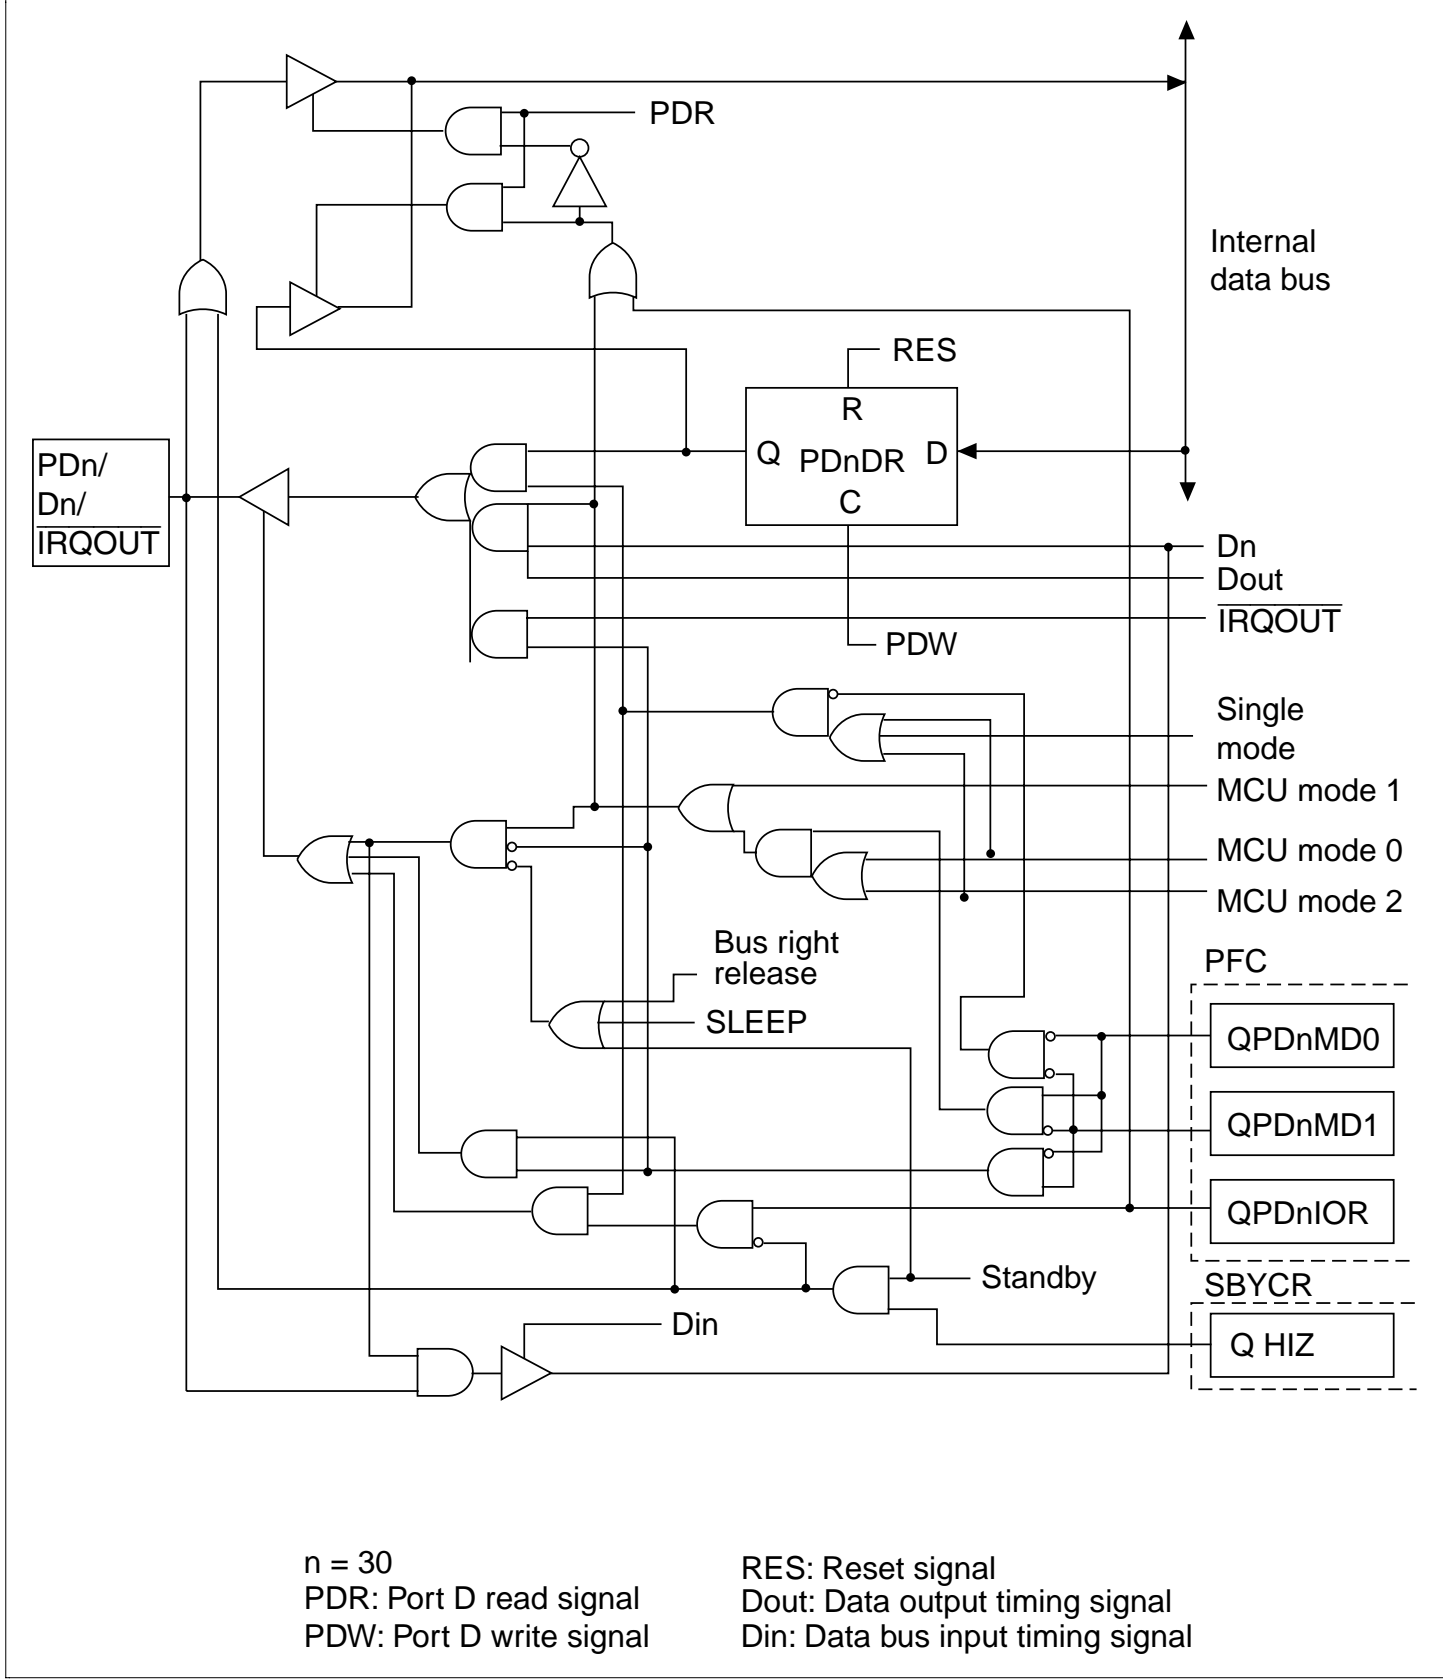 PDR
Internal
data bus
RES
R
Q
PDnDR
D
C
PDn/
Dn/
IRQOUT
Dn
Dout
IRQOUT
PDW
Single
mode
MCU mode 1
MCU mode 0
MCU mode 2
Bus right
release
PFC
SLEEP
QPDnMD0
QPDnMD1
QPDnIOR
Standby
SBYCR
Din
Q HIZ
n = 30
PDR: Port D read signal
PDW: Port D write signal
RES: Reset signal
Dout: Data output timing signal
Din: Data bus input timing signal